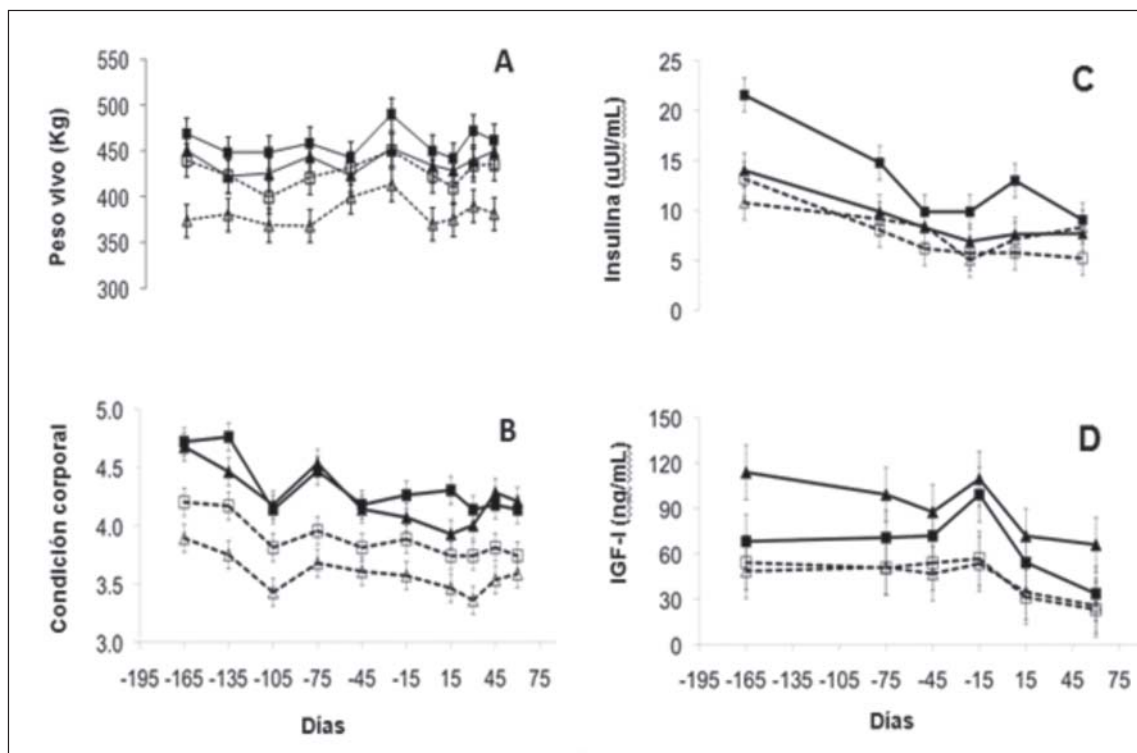 A
Peso vivo (Kg)
550
500
450
400
350
300
C
Insulina (uUI/mL)
25
20
15
10
5
0
B
Condición corporal
5.0
4.5
4.0
3.5
3.0
-195 -165 -135 -105 -75 -45 -15 15 45 75
Días
D
IGF-I (ng/mL)
150
120
90
60
30
0
-195 -165 -135 -105 -75 -45 -15 15 45 75
Días